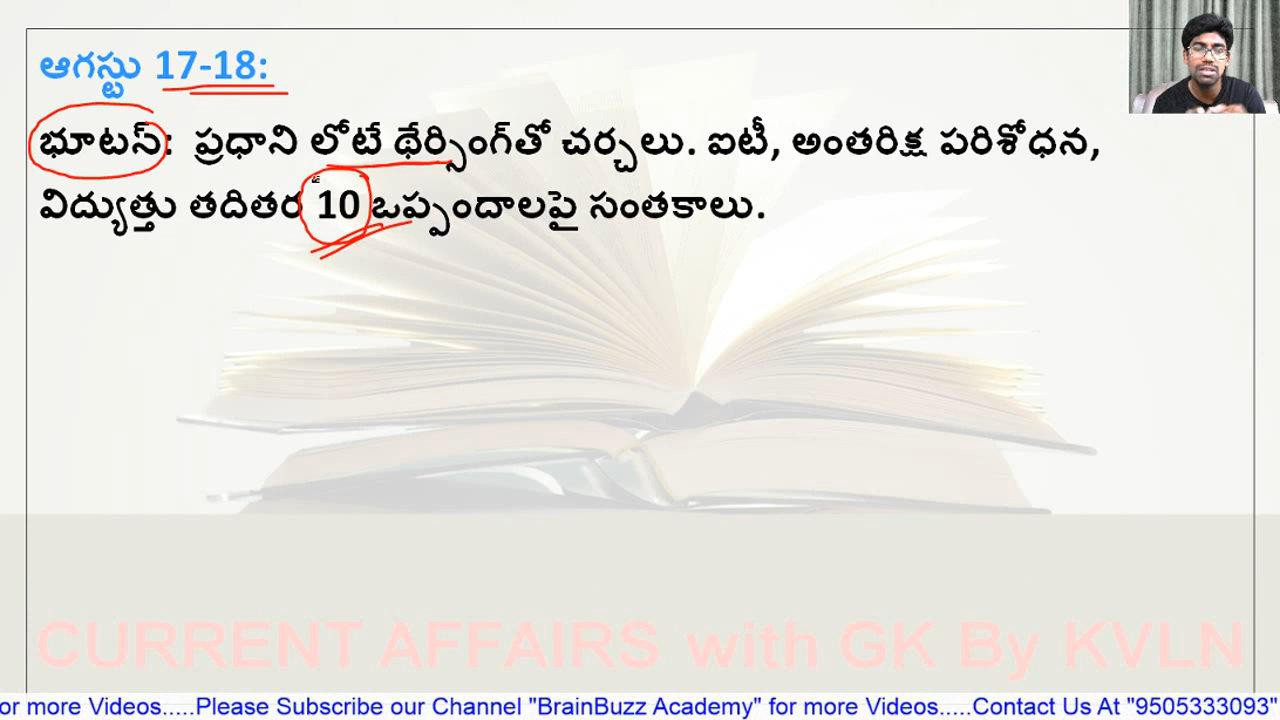 ఆగస్టు 17-18:
భూటన్: ప్రధాని లోటే థేర్సింగ్‌తో చర్చలు. ఐటీ, అంతరిక్ష పరిశోధన,
విద్యుత్తు తదితర 10 ఒప్పందాలపై సంతకాలు.
CURRENT AFFAIRS with GK By KVLN
or more Videos.....Please Subscribe our Channel "BrainBuzz Academy" for more Videos.....Contact Us At "9505333093"